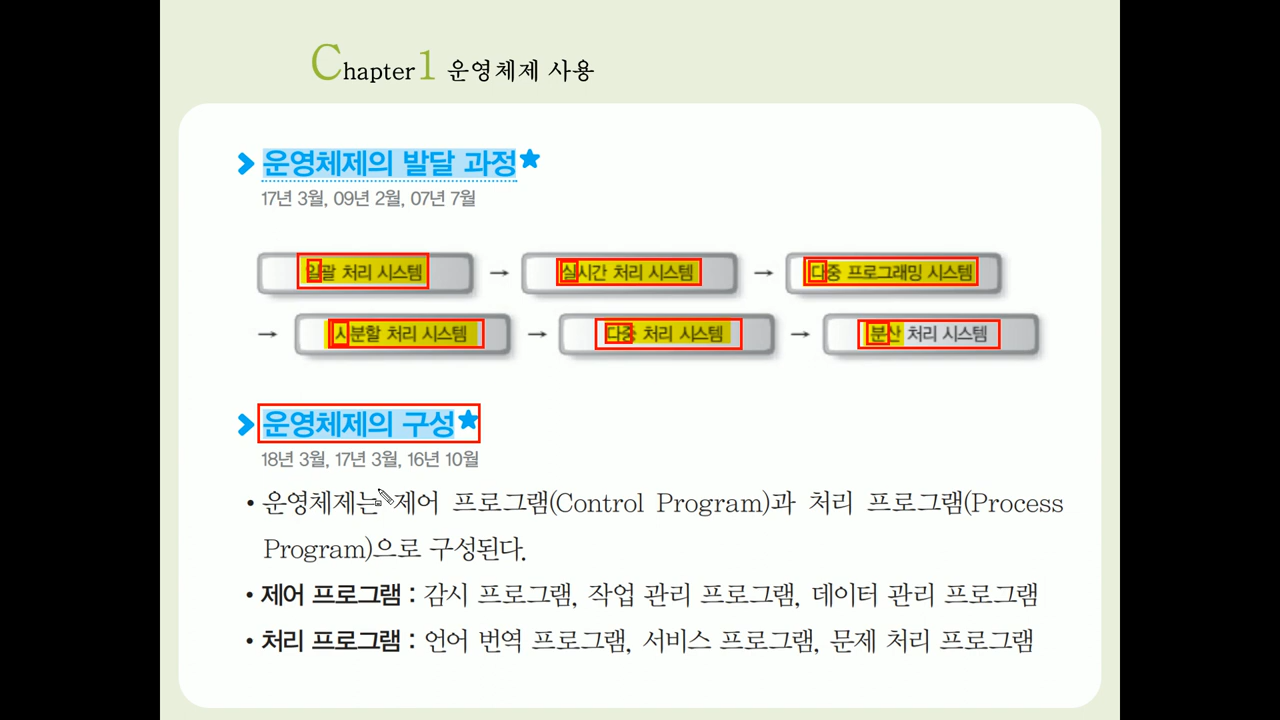 Chapter1 운영체제 사용
운영체제의 발달 과정
17년 3월, 09년 2월, 07년 7월
일괄 처리 시스템 → 실시간 처리 시스템 → 다중 프로그래밍 시스템
→ 시분할 처리 시스템 → 다중 처리 시스템 → 분산 처리 시스템
운영체제의 구성
18년 3월, 17년 3월, 16년 10월
• 운영체제는 제어 프로그램(Control Program)과 처리 프로그램(Process
Program)으로 구성된다.
• 제어 프로그램 : 감시 프로그램, 작업 관리 프로그램, 데이터 관리 프로그램
• 처리 프로그램 : 언어 번역 프로그램, 서비스 프로그램, 문제 처리 프로그램